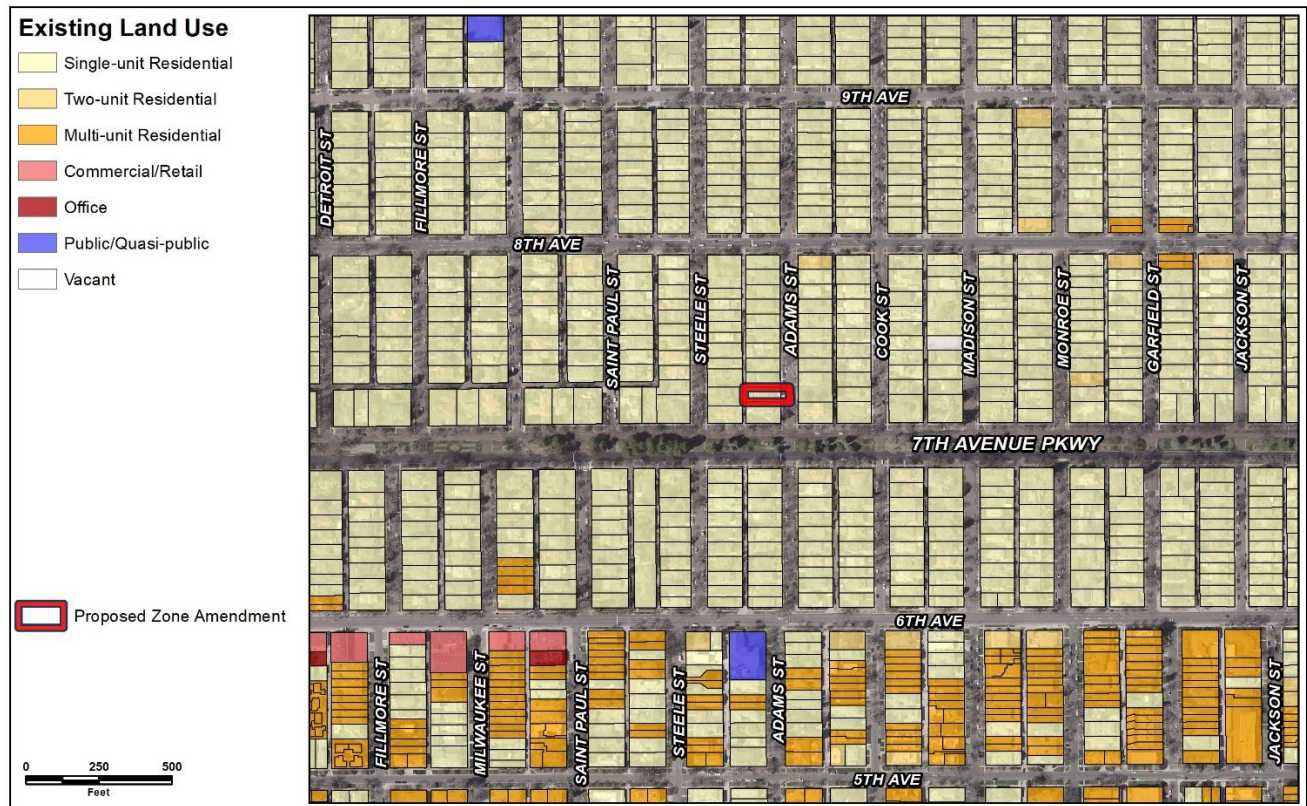 Existing Land Use
Single-unit Residential
Two-unit Residential
Multi-unit Residential
Commercial/Retail
Office
Public/Quasi-public
Vacant
Proposed Zone Amendment
0 250 500
Feet
9TH AVE
DETROIT ST
FILLMORE ST
8TH AVE
SAINT PAUL ST
STEELE ST
ADAMS ST
COOK ST
MADISON ST
MONROE ST
GARFIELD ST
JACKSON ST
7TH AVENUE PKWY
6TH AVE
FILLMORE ST
MILWAUKEE ST
SAINT PAUL ST
STEELE ST
ADAMS ST
JACKSON ST
5TH AVE